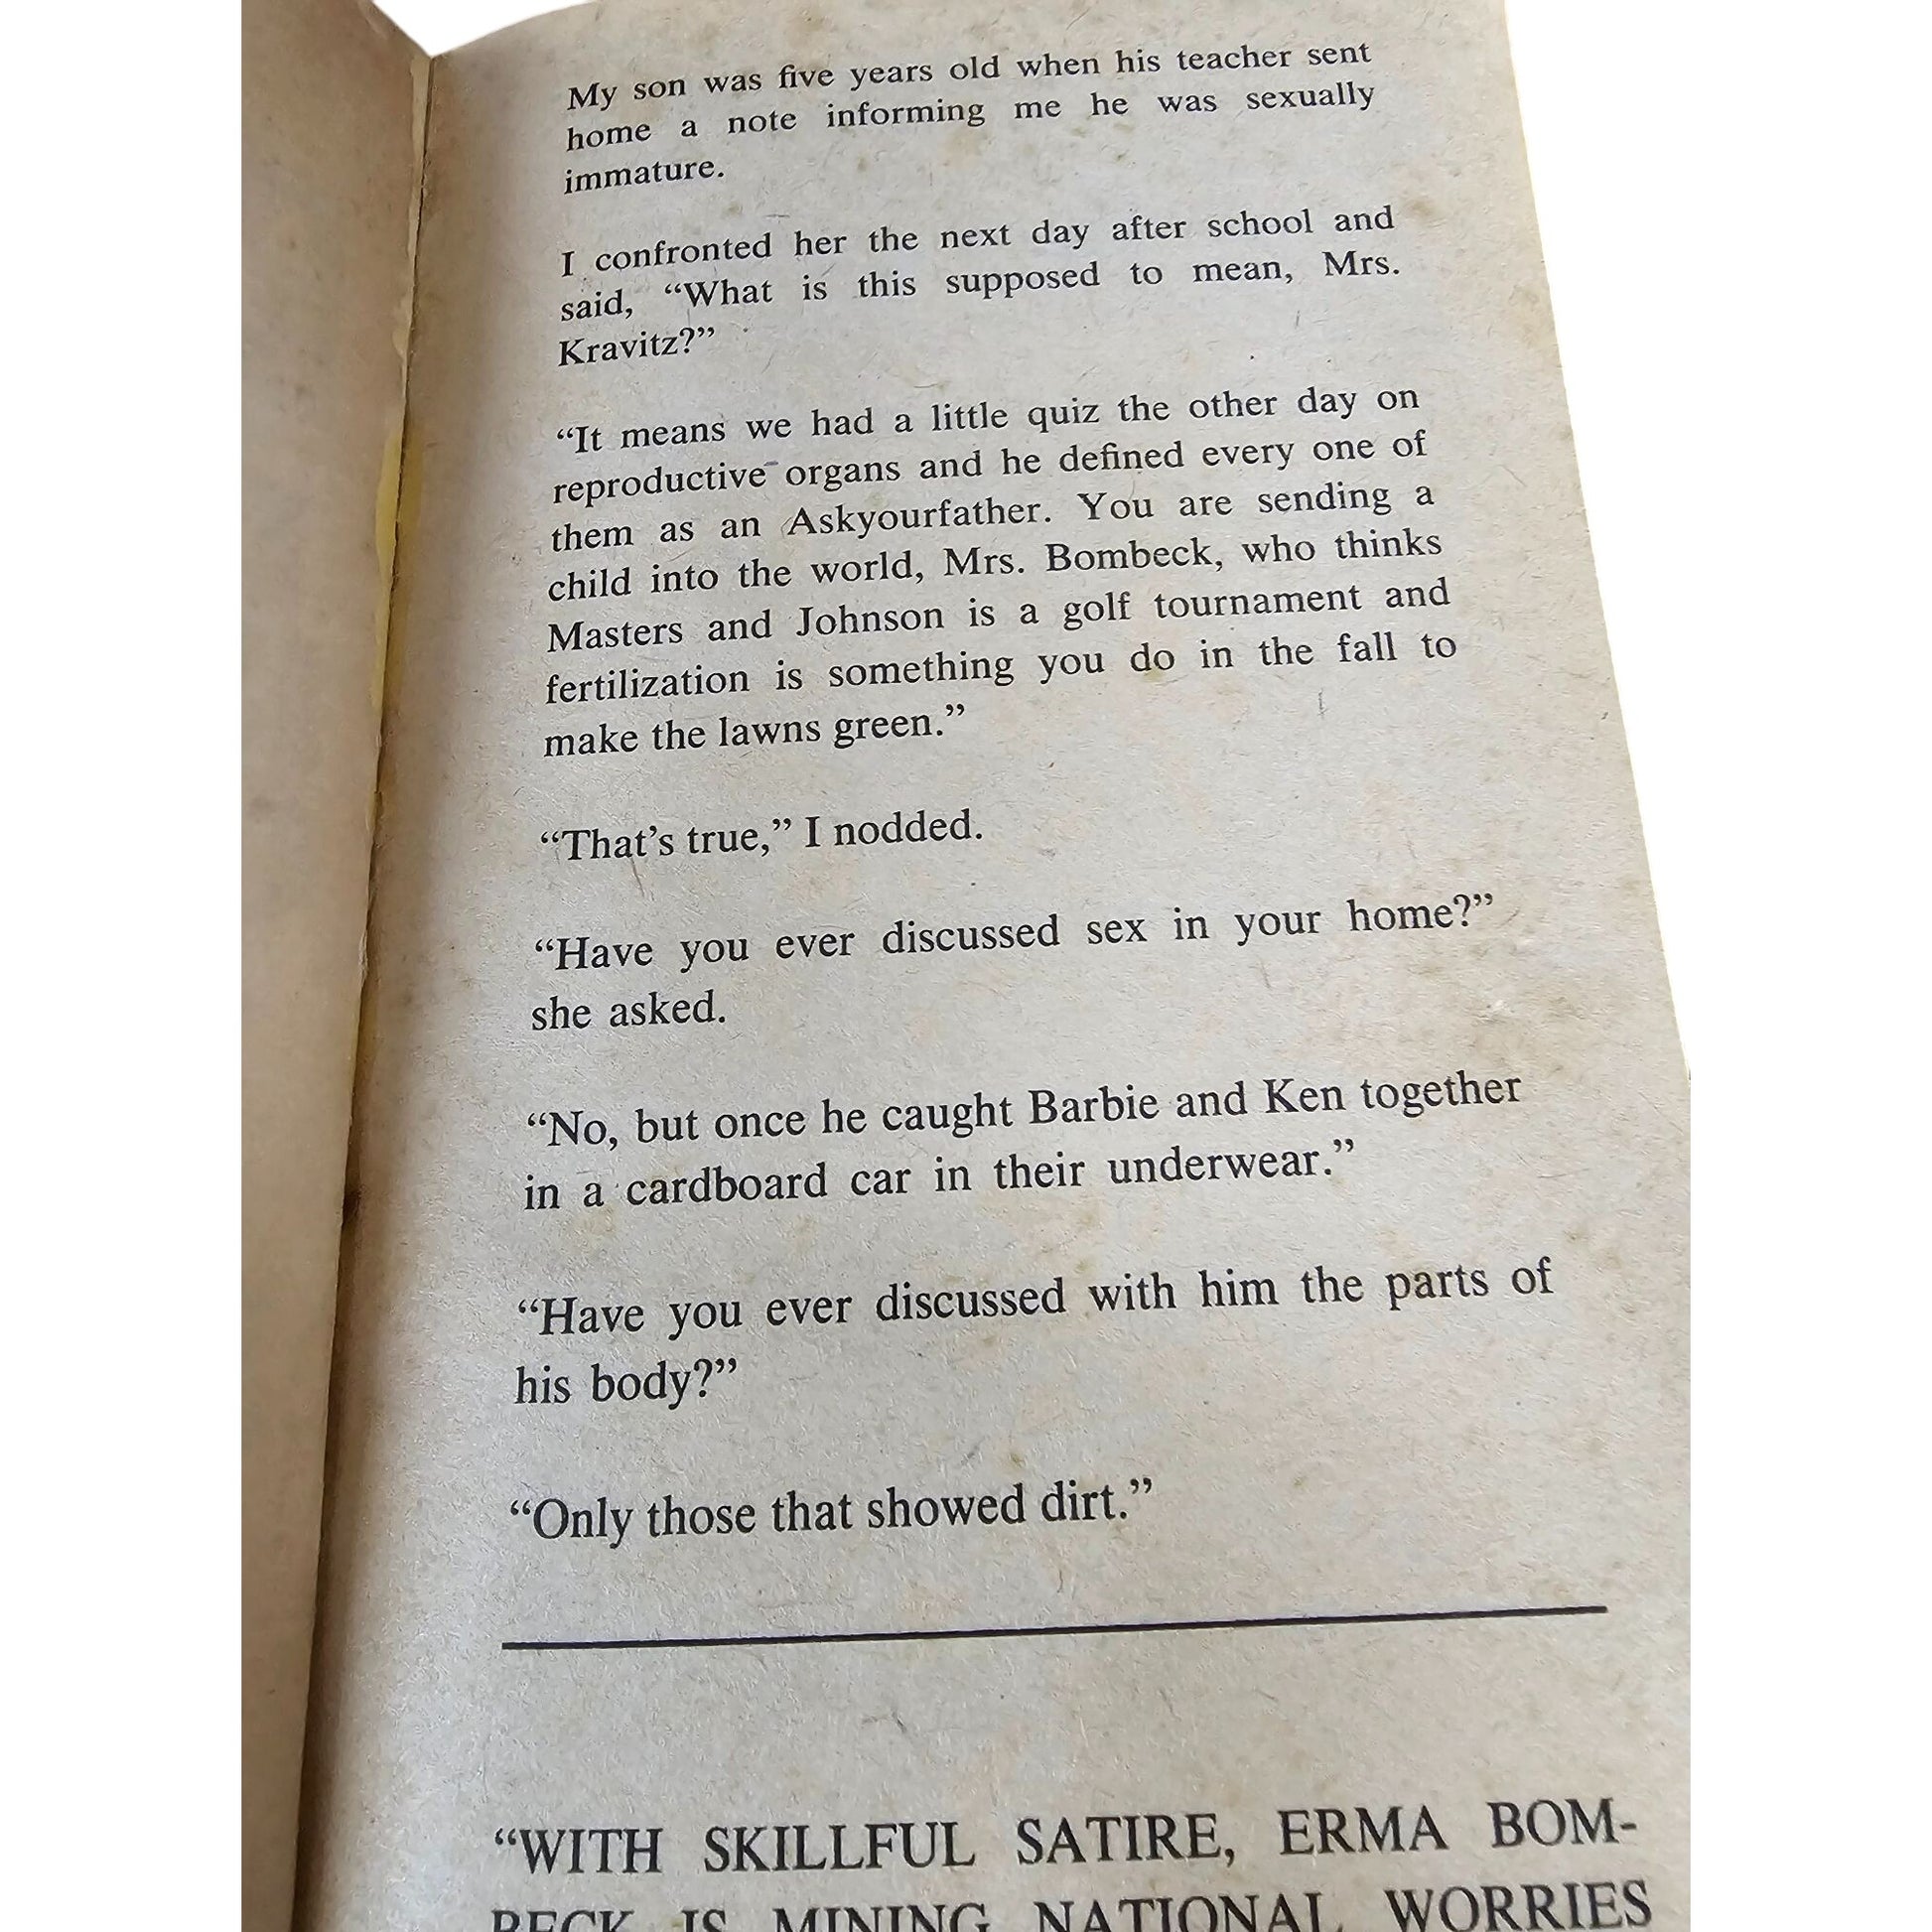 My son was five years old when his teacher sent
home a note informing me he was sexually
immature.
I confronted her the next day after school and
said, “What is this supposed to mean, Mrs.
Kravitz?”
“It means we had a little quiz the other day on
reproductive organs and he defined every one of
them as an Askyourfather. You are sending a
child into the world, Mrs. Bombeck, who thinks
Masters and Johnson is a golf tournament and
fertilization is something you do in the fall to
make the lawns green.”
“That’s true,” I nodded.
“Have you ever discussed sex in your home?”
she asked.
“No, but once he caught Barbie and Ken together
in a cardboard car in their underwear.”
“Have you ever discussed with him the parts of
his body?”
“Only those that showed dirt.”
“WITH SKILLFUL SATIRE, ERMA BOM-
BECK IS MINING NATIONAL WORRIES